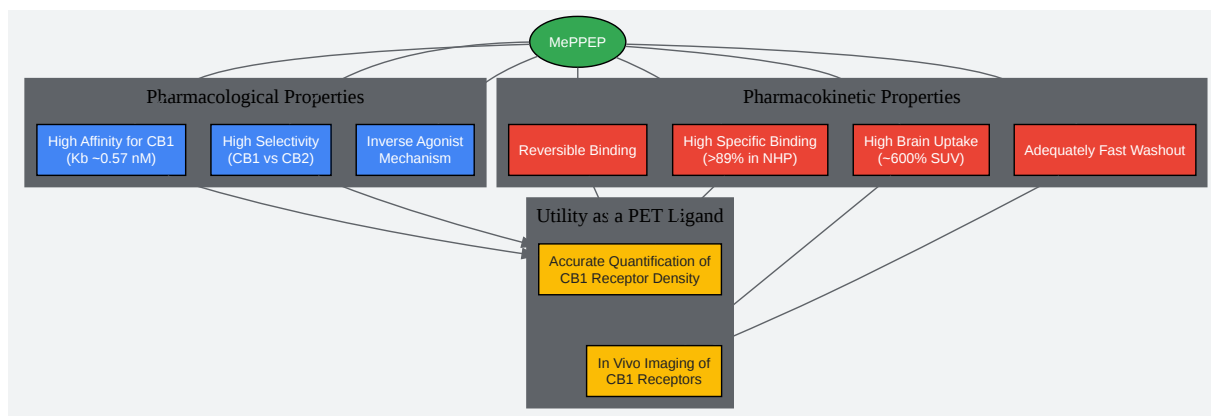 MePPEP
Pharmacological Properties
High Affinity for CB1
(Kb ~0.57 nM)
High Selectivity
(CB1 vs CB2)
Inverse Agonist
Mechanism
Pharmacokinetic Properties
Reversible Binding
High Specific Binding
(>89% in NHP)
High Brain Uptake
(~600% SUV)
Adequately Fast Washout
Utility as a PET Ligand
Accurate Quantification of
CB1 Receptor Density
In Vivo Imaging of
CB1 Receptors